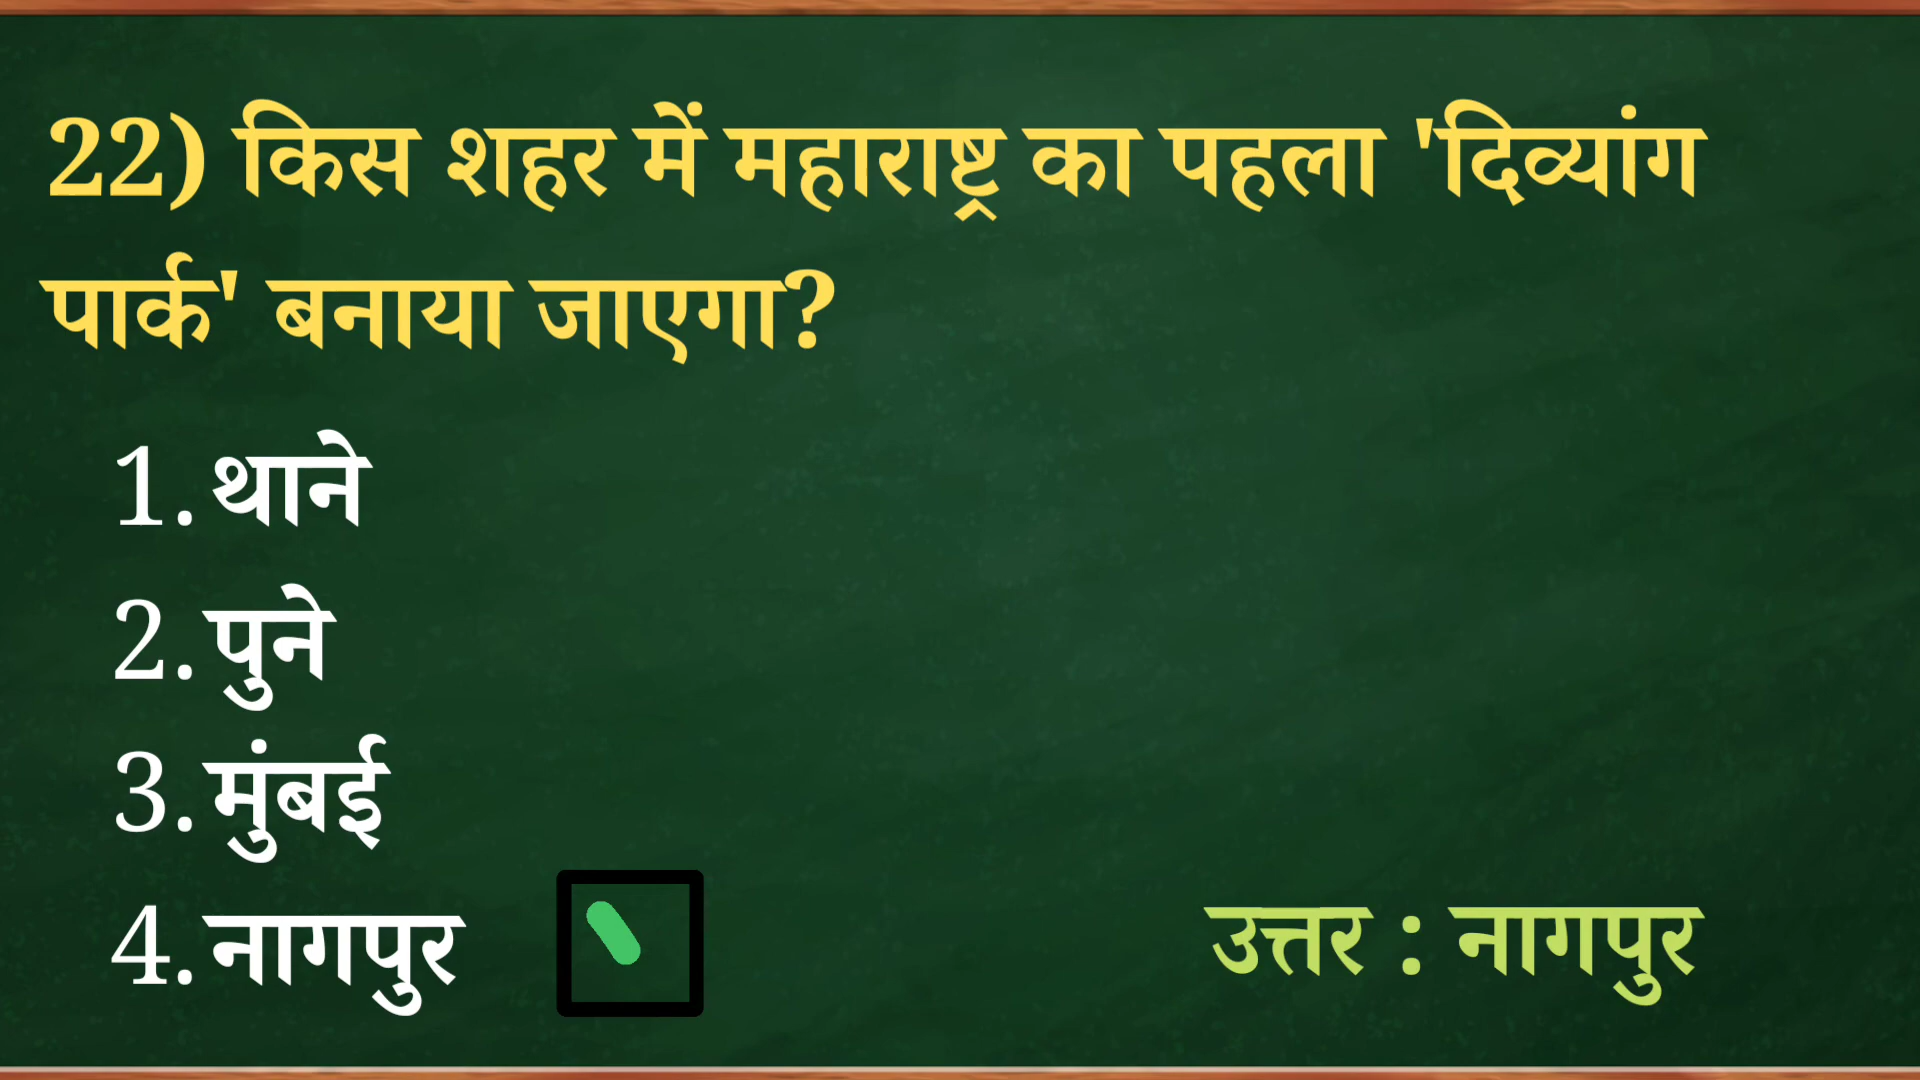 22) किस शहर में महाराष्ट्र का पहला 'दिव्यांग
पार्क' बनाया जाएगा?
1. थाने
2. पुने
3. मुंबई
4. नागपुर
उत्तर : नागपुर